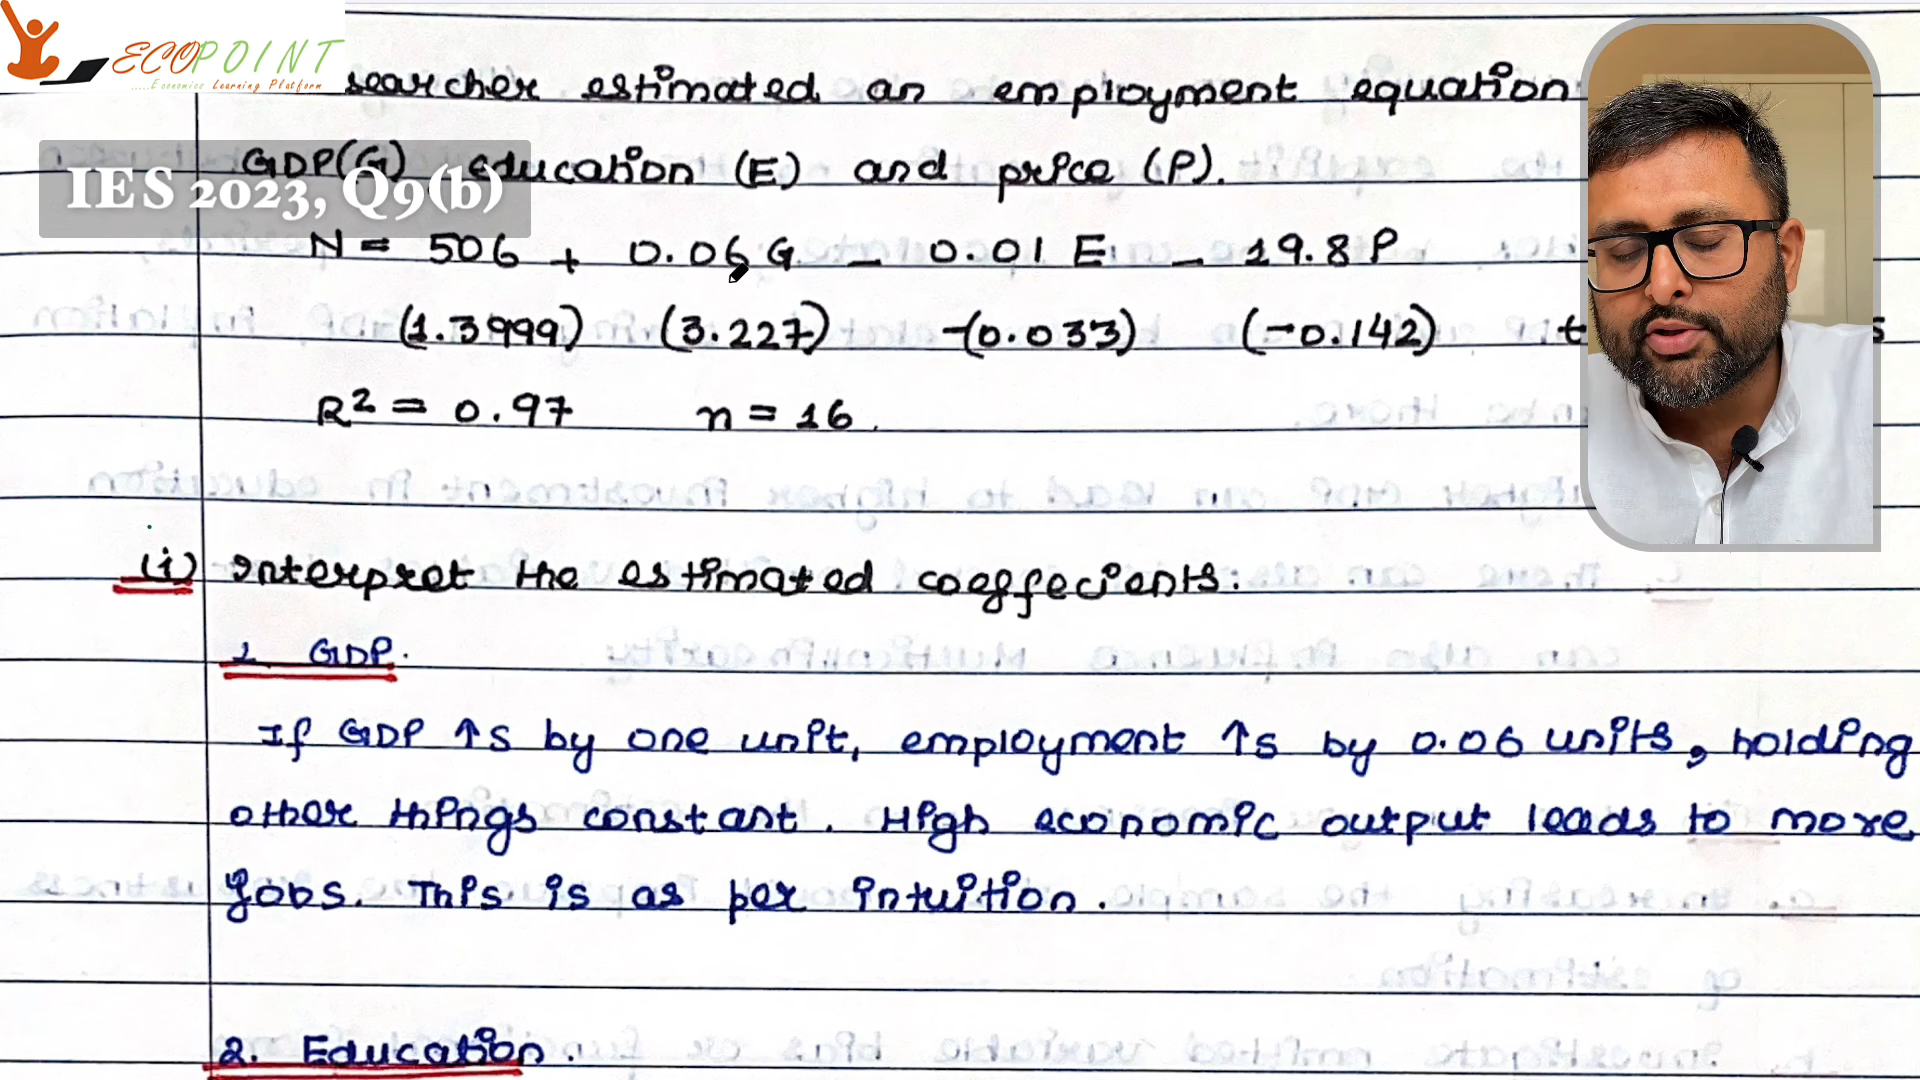 ECOPOINT
.....Economics Learning Platform
searcher estimated an employment equation
GDP(G) education (E) and price (P).
IES 2023, Q9(b)
N = 506 + 0.06 G - 0.01 E - 19.8 P
(1.3999) (3.227) -(0.033) (-0.142) t s
R² = 0.97 n = 16.
(i) Interpret the estimated coeffecients:
1 GDP.
If GDP ↑s by one unit, employment ↑s by 0.06 units, holding
other things constant. High economic output leads to more
jobs. This is as per intuition.
2. Education.